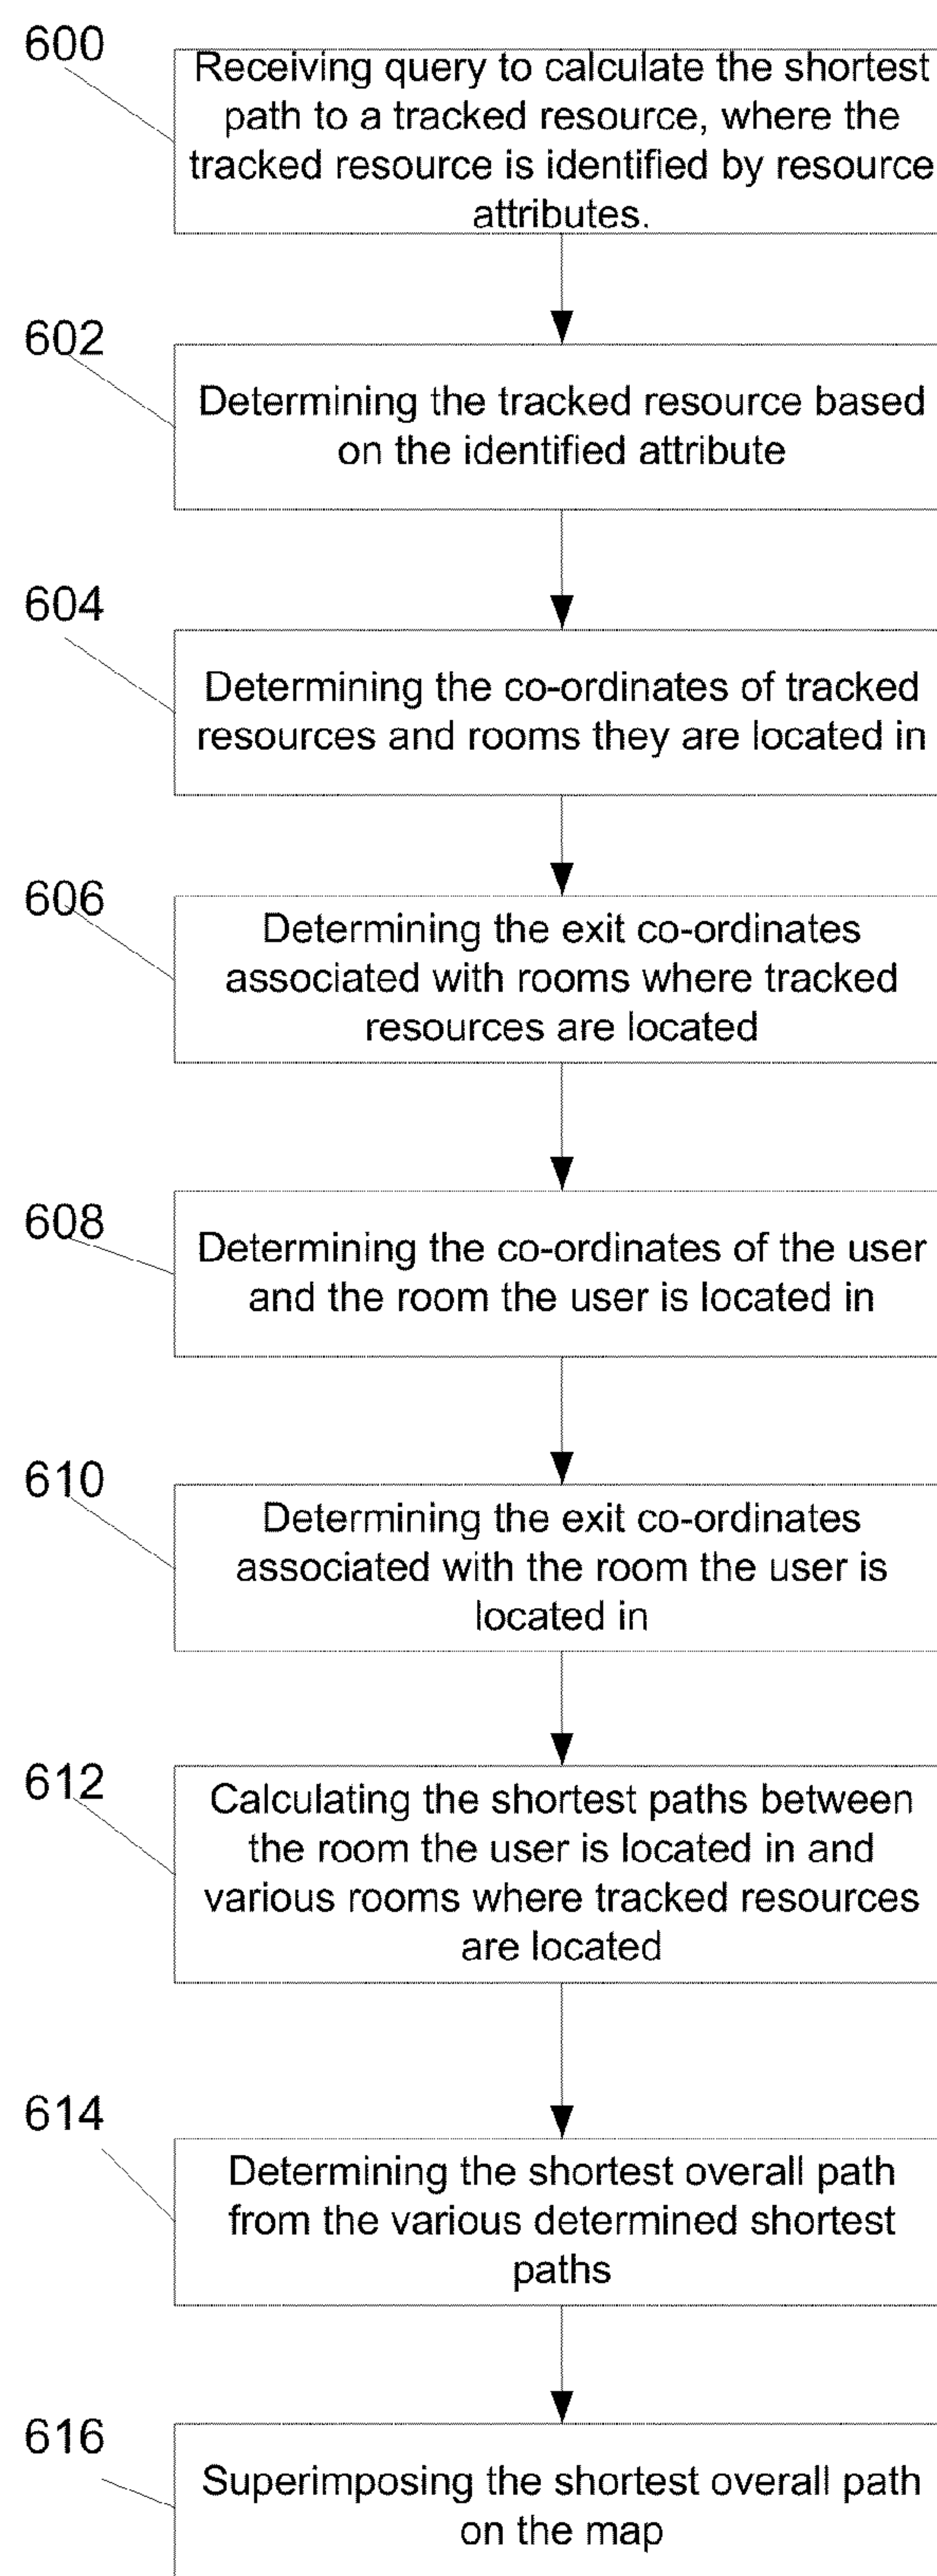 600
Receiving query to calculate the shortest
path to a tracked resource, where the
tracked resource is identified by resource
attributes.
602
Determining the tracked resource based
on the identified attribute
604
Determining the co-ordinates of tracked
resources and rooms they are located in
606
Determining the exit co-ordinates
associated with rooms where tracked
resources are located
608
Determining the co-ordinates of the user
and the room the user is located in
610
Determining the exit co-ordinates
associated with the room the user is
located in
612
Calculating the shortest paths between
the room the user is located in and
various rooms where tracked resources
are located
614
Determining the shortest overall path
from the various determined shortest
paths
616
Superimposing the shortest overall path
on the map